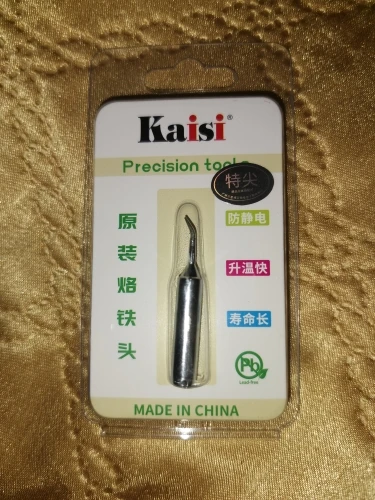 Kaisi®
Precision tools
特尖
防静电
升温快
寿命长
原装烙铁头
Pb
Lead-free
MADE IN CHINA